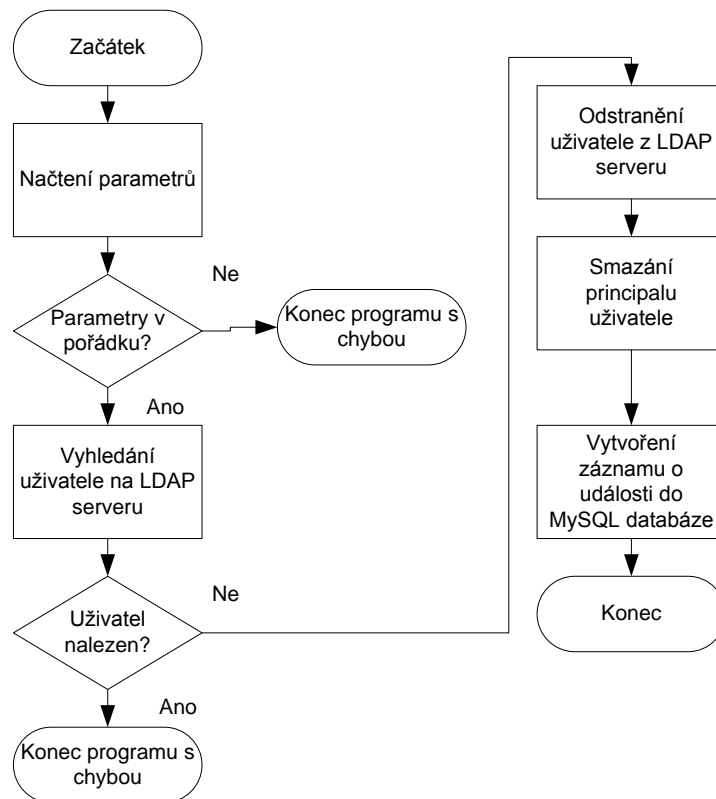 Začátek
Načtení parametrů
Ne
Parametry v
pořádku?
Konec programu s
chybou
Ano
Vyhledání
uživatele na LDAP
serveru
Ne
Uživatel
nalezen?
Ano
Konec programu s
chybou
Odstranění
uživatele z LDAP
serveru
Smazání
principalu
uživatele
Vytvoření
záznamu o
události do
MySQL databáze
Konec